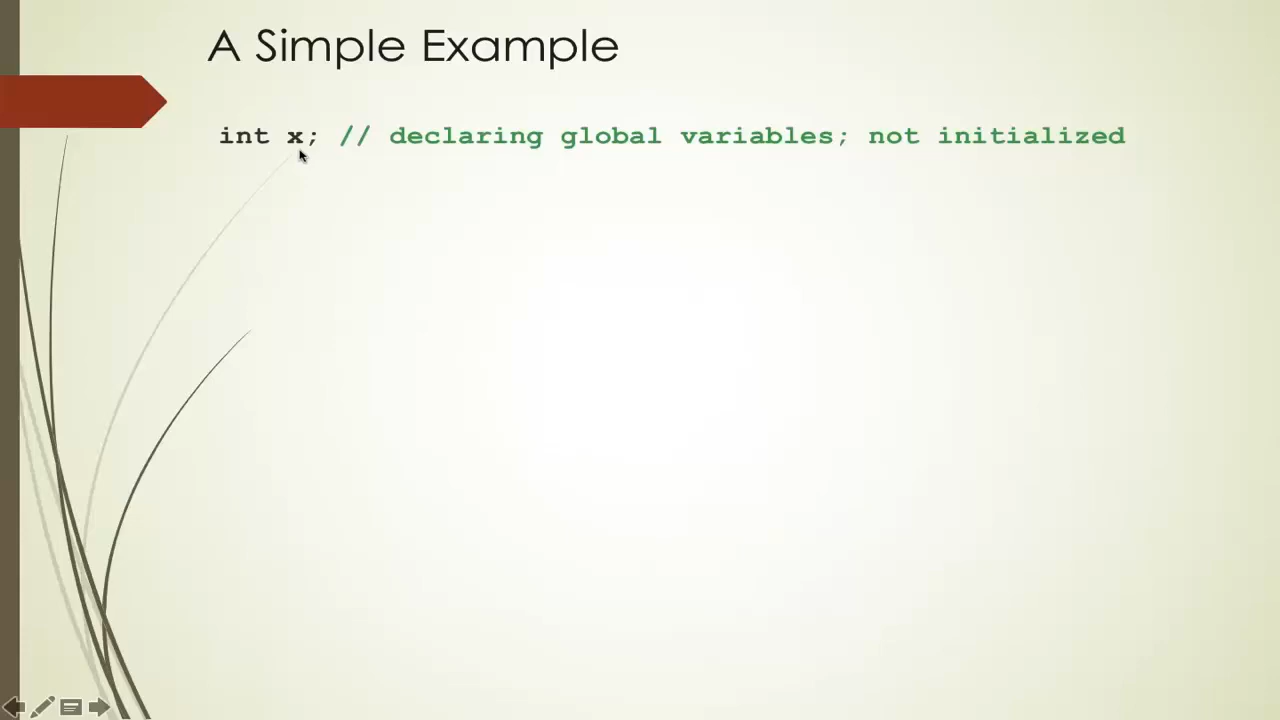 A Simple Example
int x; // declaring global variables; not initialized